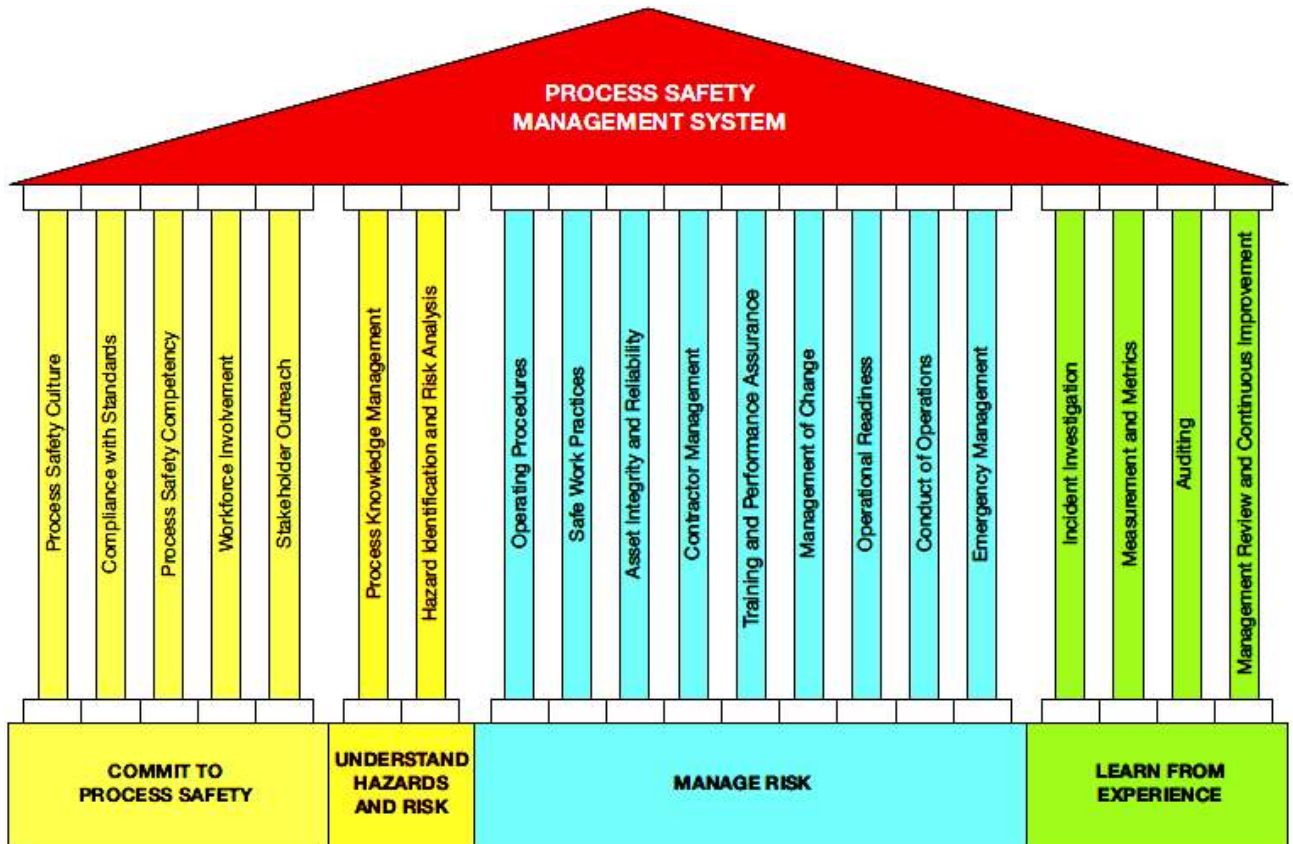 PROCESS SAFETY
MANAGEMENT SYSTEM
Process Safety Culture
Compliance with Standards
Process Safety Competency
Workforce Involvement
Stakeholder Outreach
Process Knowledge Management
Hazard Identification and Risk Analysis
Operating Procedures
Safe Work Practices
Asset Integrity and Reliability
Contractor Management
Training and Performance Assurance
Management of Change
Operational Readiness
Conduct of Operations
Emergency Management
Incident Investigation
Measurement and Metrics
Auditing
Management Review and Continuous Improvement
COMMIT TO
PROCESS SAFETY
UNDERSTAND
HAZARDS
AND RISK
MANAGE RISK
LEARN FROM
EXPERIENCE